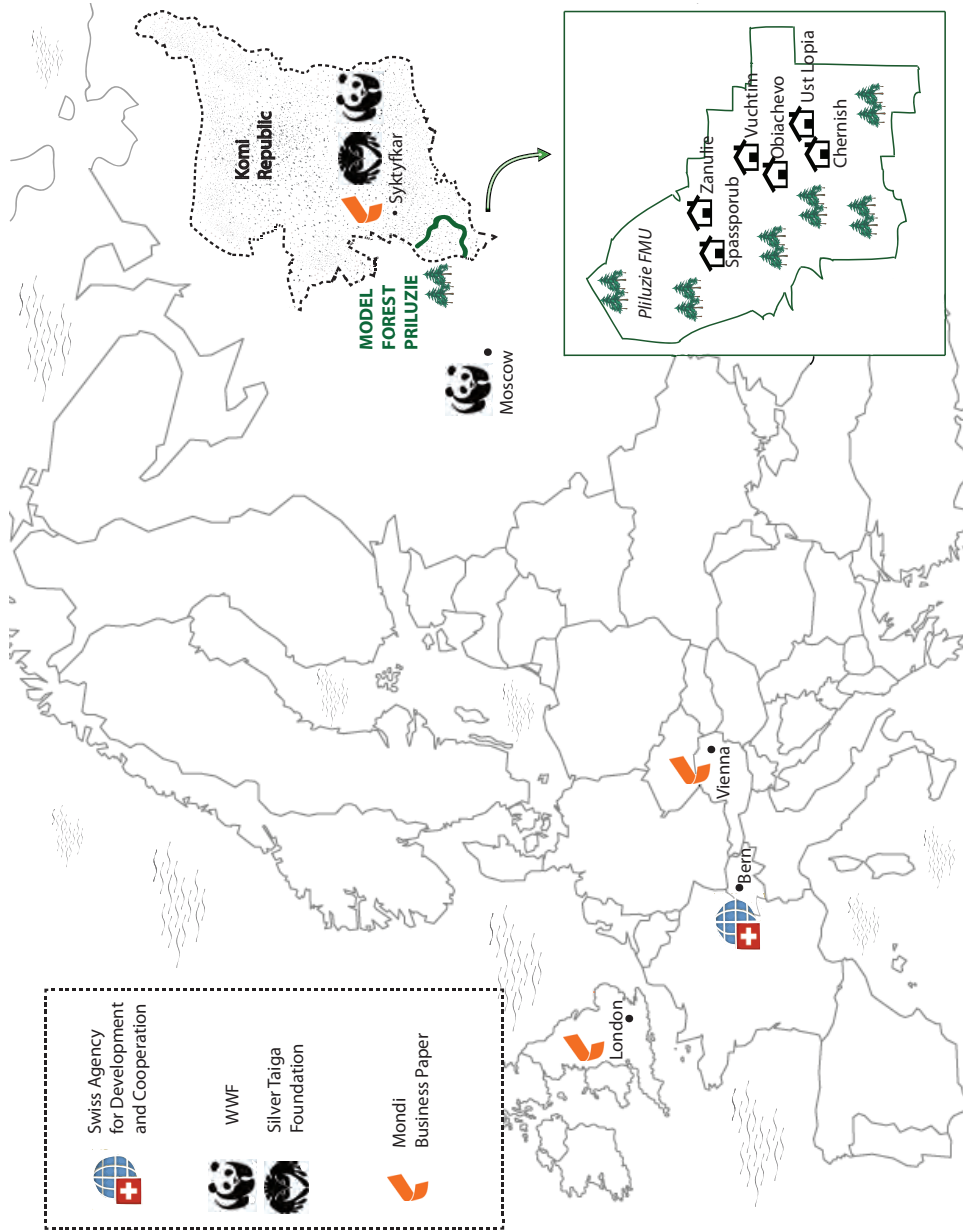 Swiss Agency
for Development
and Cooperation
WWF
Silver Taiga
Foundation
Mondi
Business Paper
London
Bern
Vienna
Moscow
MODEL
FOREST
PRILUZIE
Komi
Republic
Syktyfkar
Pliluzie FMU
Spassporub
Zanulie
Vuchtim
Obiachevo
Ust Lopia
Chernish